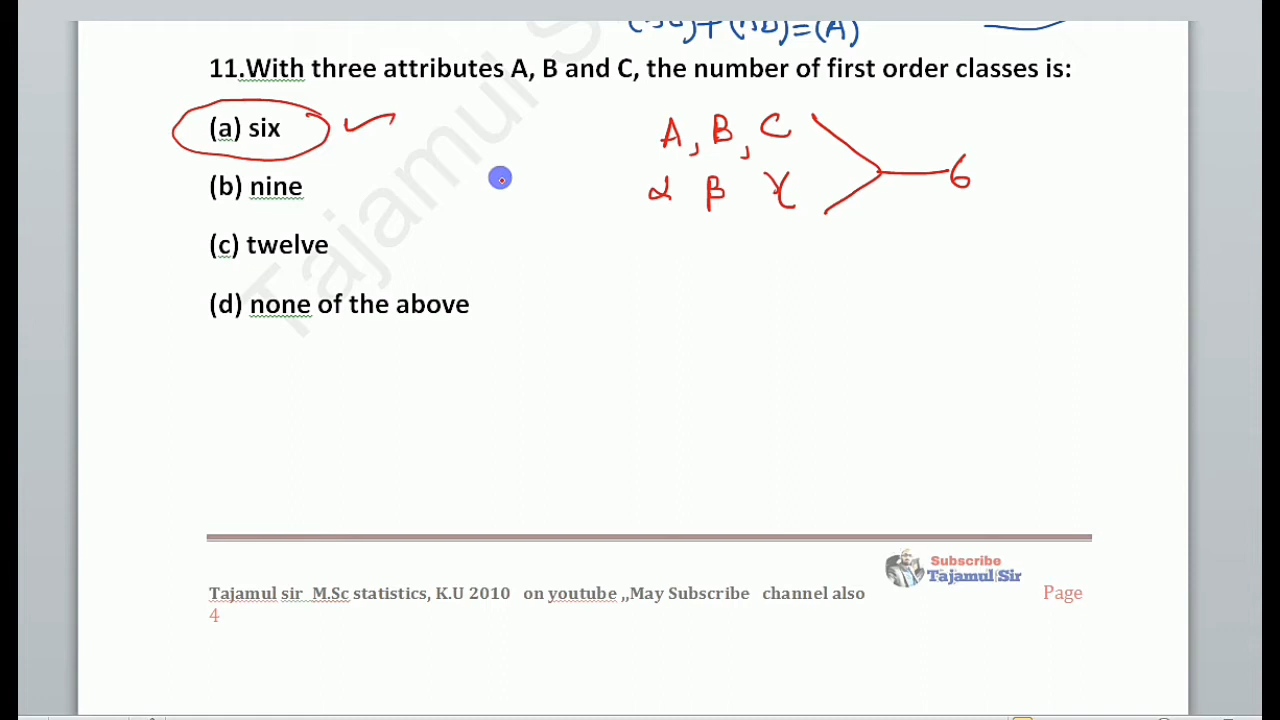 =(A)
11.With three attributes A, B and C, the number of first order classes is:
(a) six
A, B, C
6
(b) nine
α β γ
(c) twelve
(d) none of the above
Tajamul S
Subscribe
Tajamul Sir
Tajamul sir M.Sc statistics, K.U 2010 on youtube ,,May Subscribe channel also Page
4